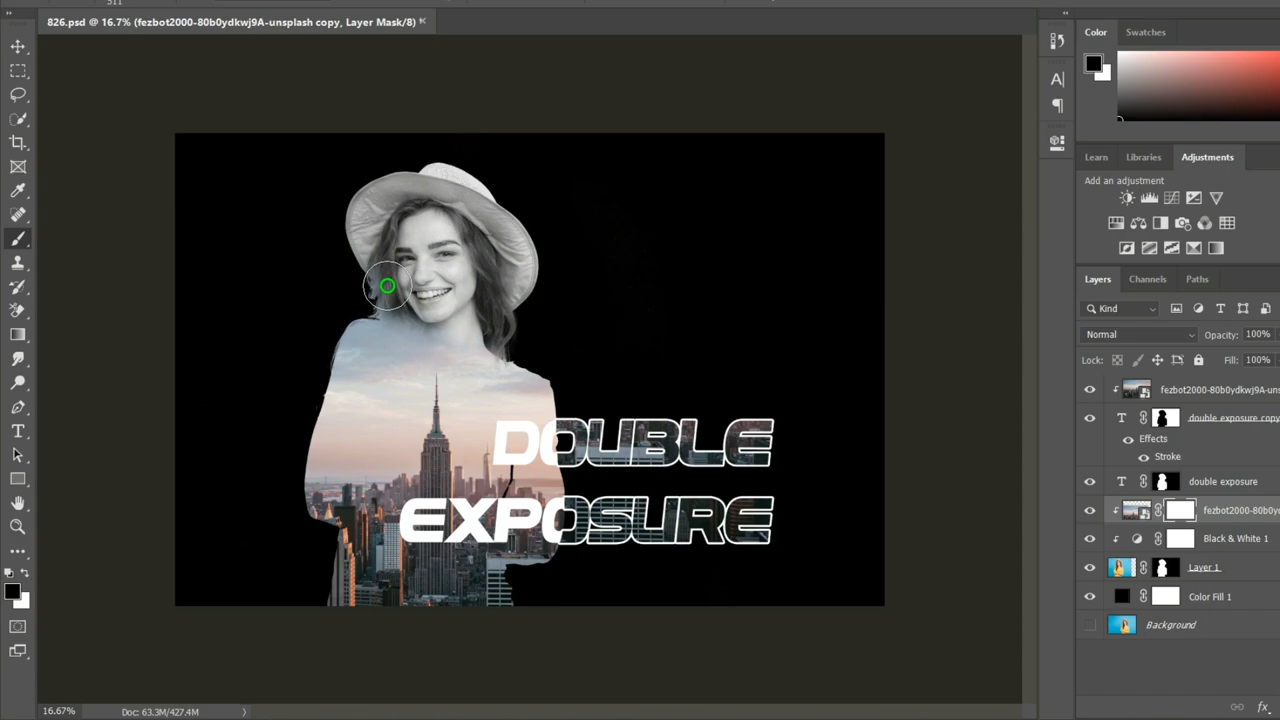 826.psd @ 16.7% (fezbot2000-80b0ydkwj9A-unsplash copy, Layer Mask/8)
Color
Swatches
Learn
Libraries
Adjustments
Add an adjustment
Layers
Channels
Paths
Kind
Normal
Opacity: 100%
Lock:
Fill: 100%
fezbot2000-80b0ydkwj9A-uns
double exposure copy
Effects
Stroke
double exposure
fezbot2000-80b0yd
Black & White 1
Layer 1
Color Fill 1
Background
DOUBLE
EXPOSURE
16.67%
Doc: 63.3M/427.4M
fx